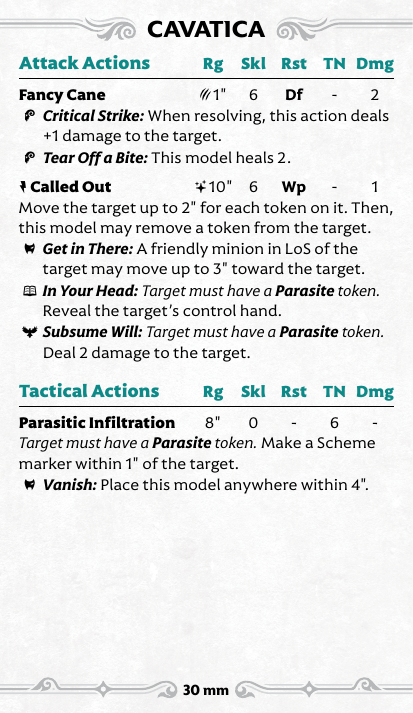 CAVATICA
Attack Actions Rg Skl Rst TN Dmg
Fancy Cane 1" 6 Df - 2
Critical Strike: When resolving, this action deals
+1 damage to the target.
Tear Off a Bite: This model heals 2.
Called Out 10" 6 Wp - 1
Move the target up to 2" for each token on it. Then,
this model may remove a token from the target.
Get in There: A friendly minion in LoS of the
target may move up to 3" toward the target.
In Your Head: Target must have a Parasite token.
Reveal the target's control hand.
Subsume Will: Target must have a Parasite token.
Deal 2 damage to the target.
Tactical Actions Rg Skl Rst TN Dmg
Parasitic Infiltration 8" 0 - 6 -
Target must have a Parasite token. Make a Scheme
marker within 1" of the target.
Vanish: Place this model anywhere within 4".
30 mm